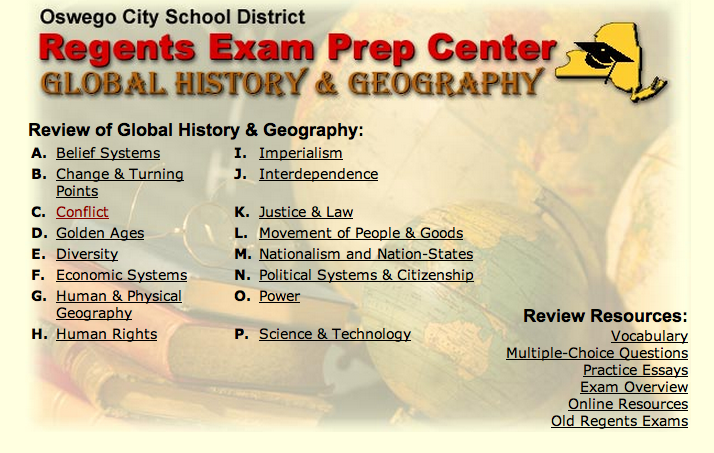 Oswego City School District
Regents Exam Prep Center
GLOBAL HISTORY & GEOGRAPHY
Review of Global History & Geography:
A. Belief Systems
B. Change & Turning
Points
C. Conflict
D. Golden Ages
E. Diversity
F. Economic Systems
G. Human & Physical
Geography
H. Human Rights
I. Imperialism
J. Interdependence
K. Justice & Law
L. Movement of People & Goods
M. Nationalism and Nation-States
N. Political Systems & Citizenship
O. Power
P. Science & Technology
Review Resources:
Vocabulary
Multiple-Choice Questions
Practice Essays
Exam Overview
Online Resources
Old Regents Exams